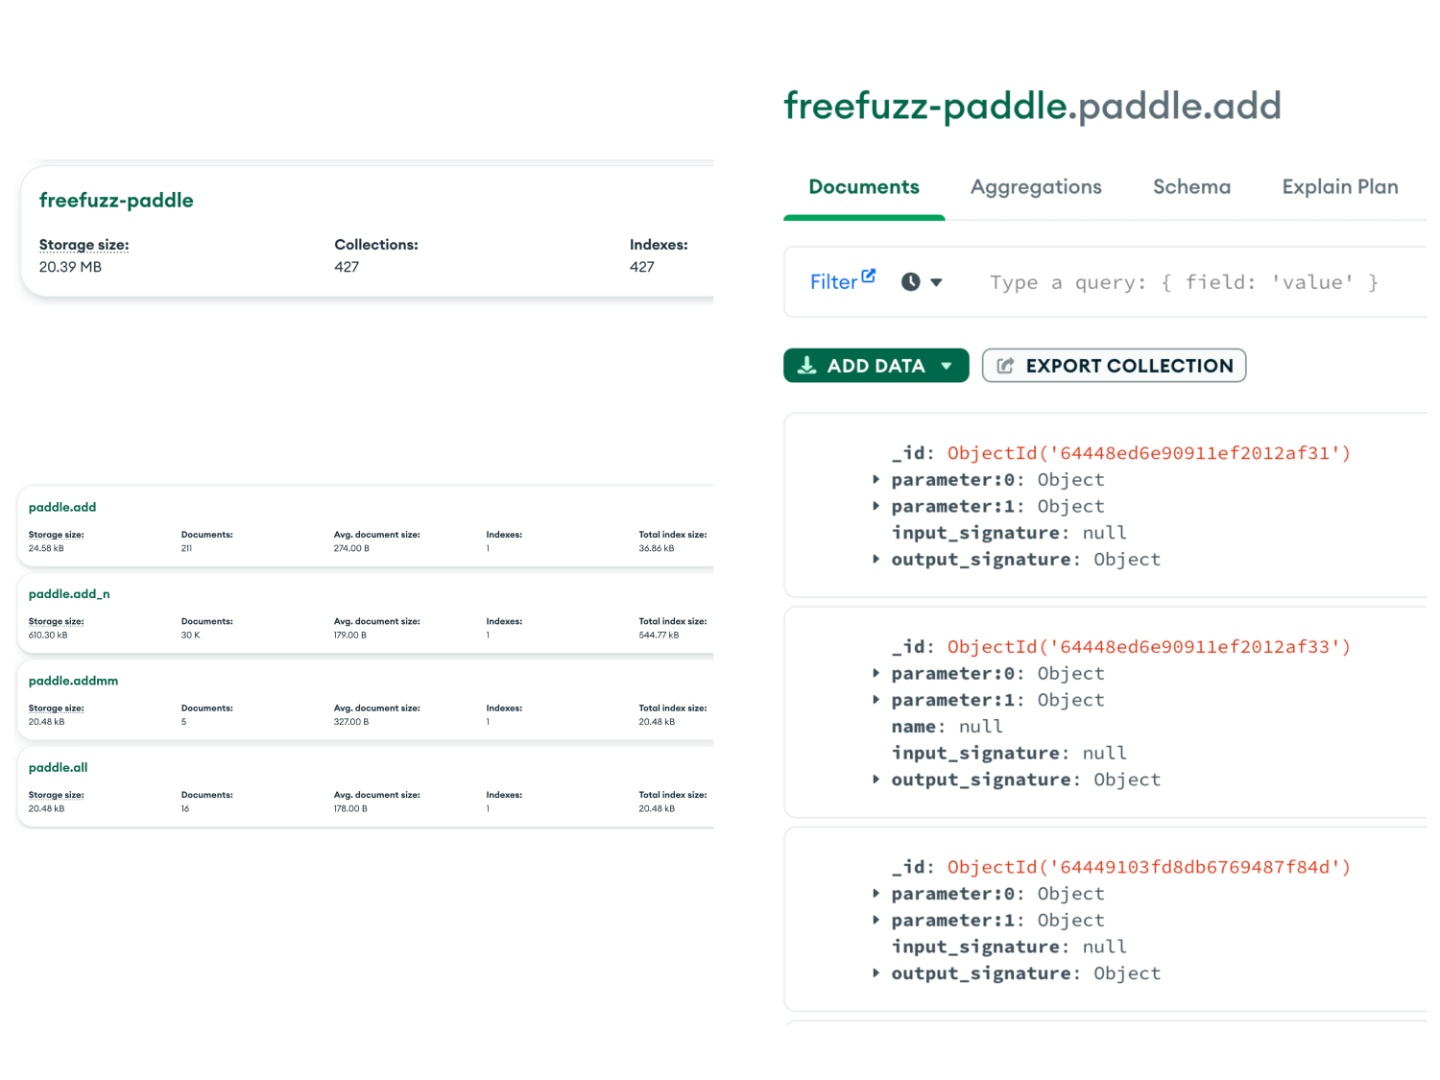 freefuzz-paddle
Storage size: Collections: Indexes:
20.39 MB 427 427
paddle.add
Storage size: Documents: Avg. document size: Indexes: Total index size:
24.58 kB 211 274.00 B 1 36.86 kB
paddle.add_n
Storage size: Documents: Avg. document size: Indexes: Total index size:
610.30 kB 30 K 179.00 B 1 544.77 kB
paddle.addmm
Storage size: Documents: Avg. document size: Indexes: Total index size:
20.48 kB 5 327.00 B 1 20.48 kB
paddle.all
Storage size: Documents: Avg. document size: Indexes: Total index size:
20.48 kB 16 178.00 B 1 20.48 kB
freefuzz-paddle.paddle.add
Documents Aggregations Schema Explain Plan
Filter Type a query: { field: 'value' }
ADD DATA EXPORT COLLECTION
_id: ObjectId('64448ed6e90911ef2012af31')
parameter:0: Object
parameter:1: Object
input_signature: null
output_signature: Object
_id: ObjectId('64448ed6e90911ef2012af33')
parameter:0: Object
parameter:1: Object
name: null
input_signature: null
output_signature: Object
_id: ObjectId('64449103fd8db6769487f84d')
parameter:0: Object
parameter:1: Object
input_signature: null
output_signature: Object